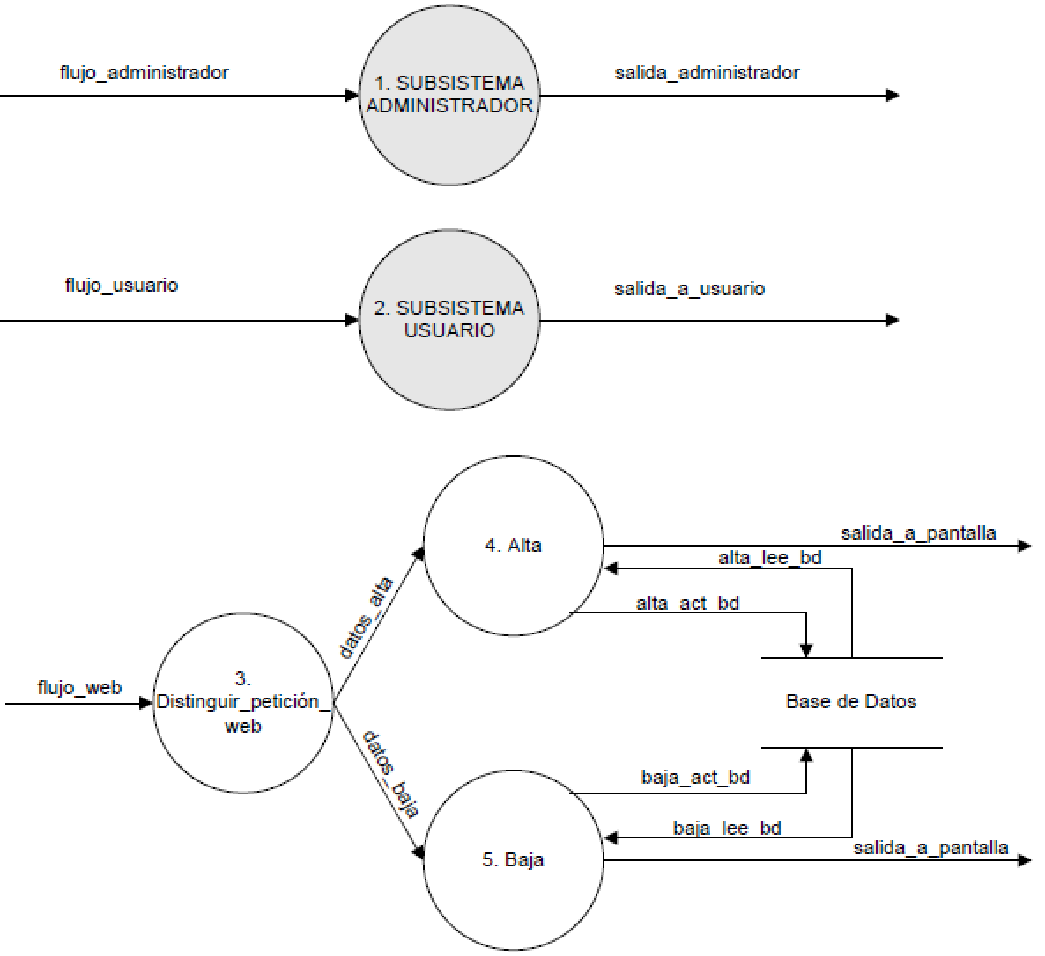 flujo_administrador
1. SUBSISTEMA
ADMINISTRADOR
salida_administrador
flujo_usuario
2. SUBSISTEMA
USUARIO
salida_a_usuario
4. Alta
salida_a_pantalla
alta_lee_bd
alta_act_bd
datos_alta
flujo_web
3.
Distinguir_petición_
web
Base de Datos
datos_baja
baja_act_bd
baja_lee_bd
5. Baja
salida_a_pantalla